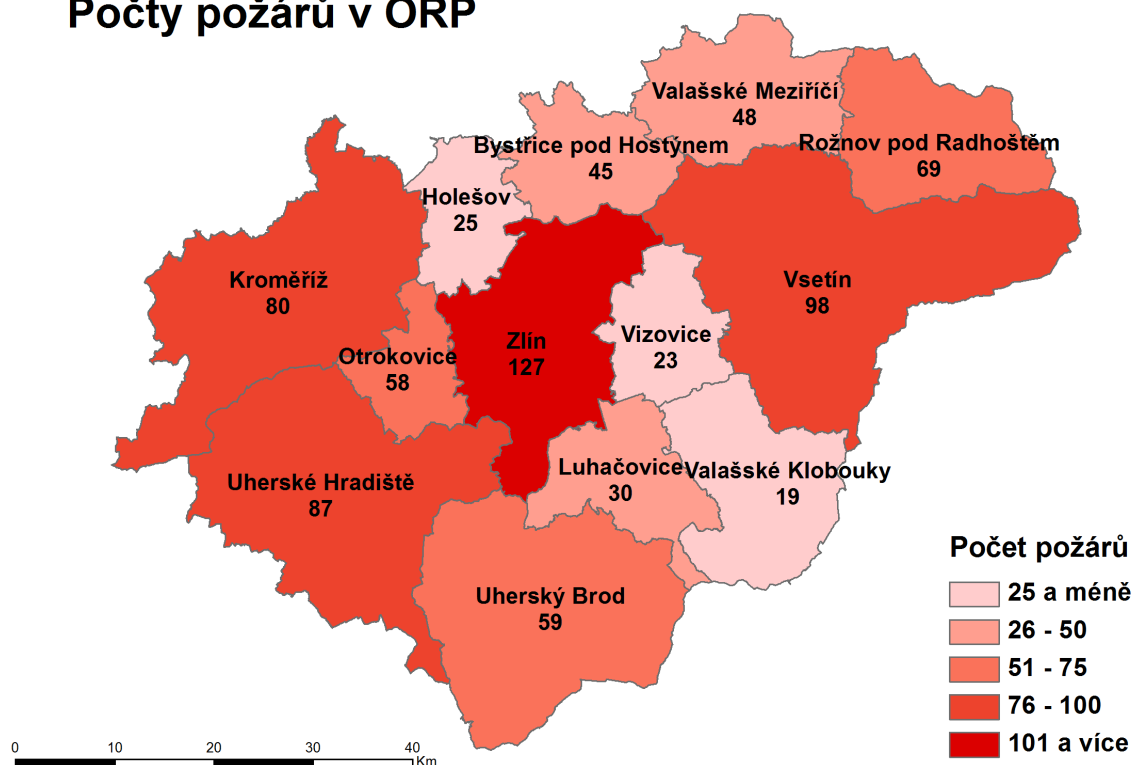 Počty požárů v ORP
Valašské Meziříčí
48
Rožnov pod Radhoštěm
69
Bystřice pod Hostýnem
45
Holešov
25
Kroměříž
80
Vsetín
98
Zlín
127
Vizovice
23
Otrokovice
58
Uherské Hradiště
87
Luhačovice
30
Valašské Klobouky
19
Uherský Brod
59
Počet požárů
25 a méně
26 - 50
51 - 75
76 - 100
101 a více
0 10 20 30 40
Km